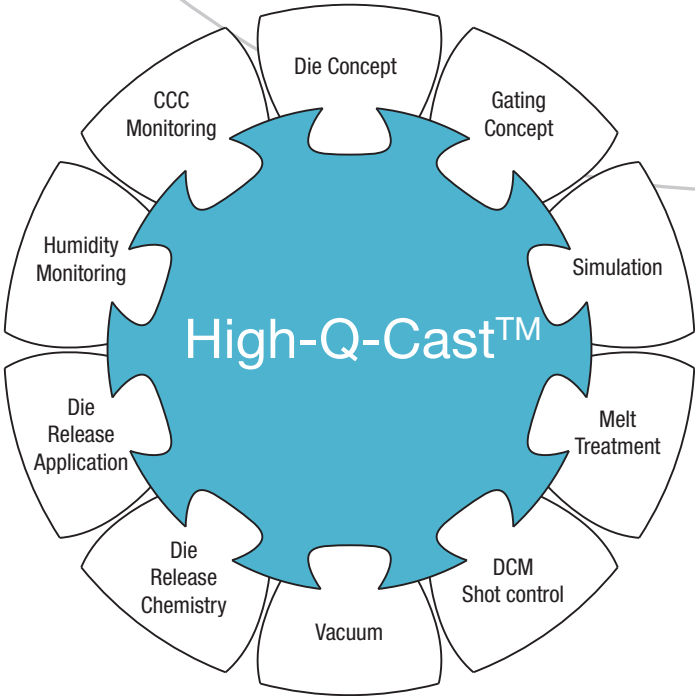 Die Concept
Gating
Concept
Simulation
Melt
Treatment
DCM
Shot control
Vacuum
Die
Release
Chemistry
Die
Release
Application
Humidity
Monitoring
CCC
Monitoring
High-Q-Cast™